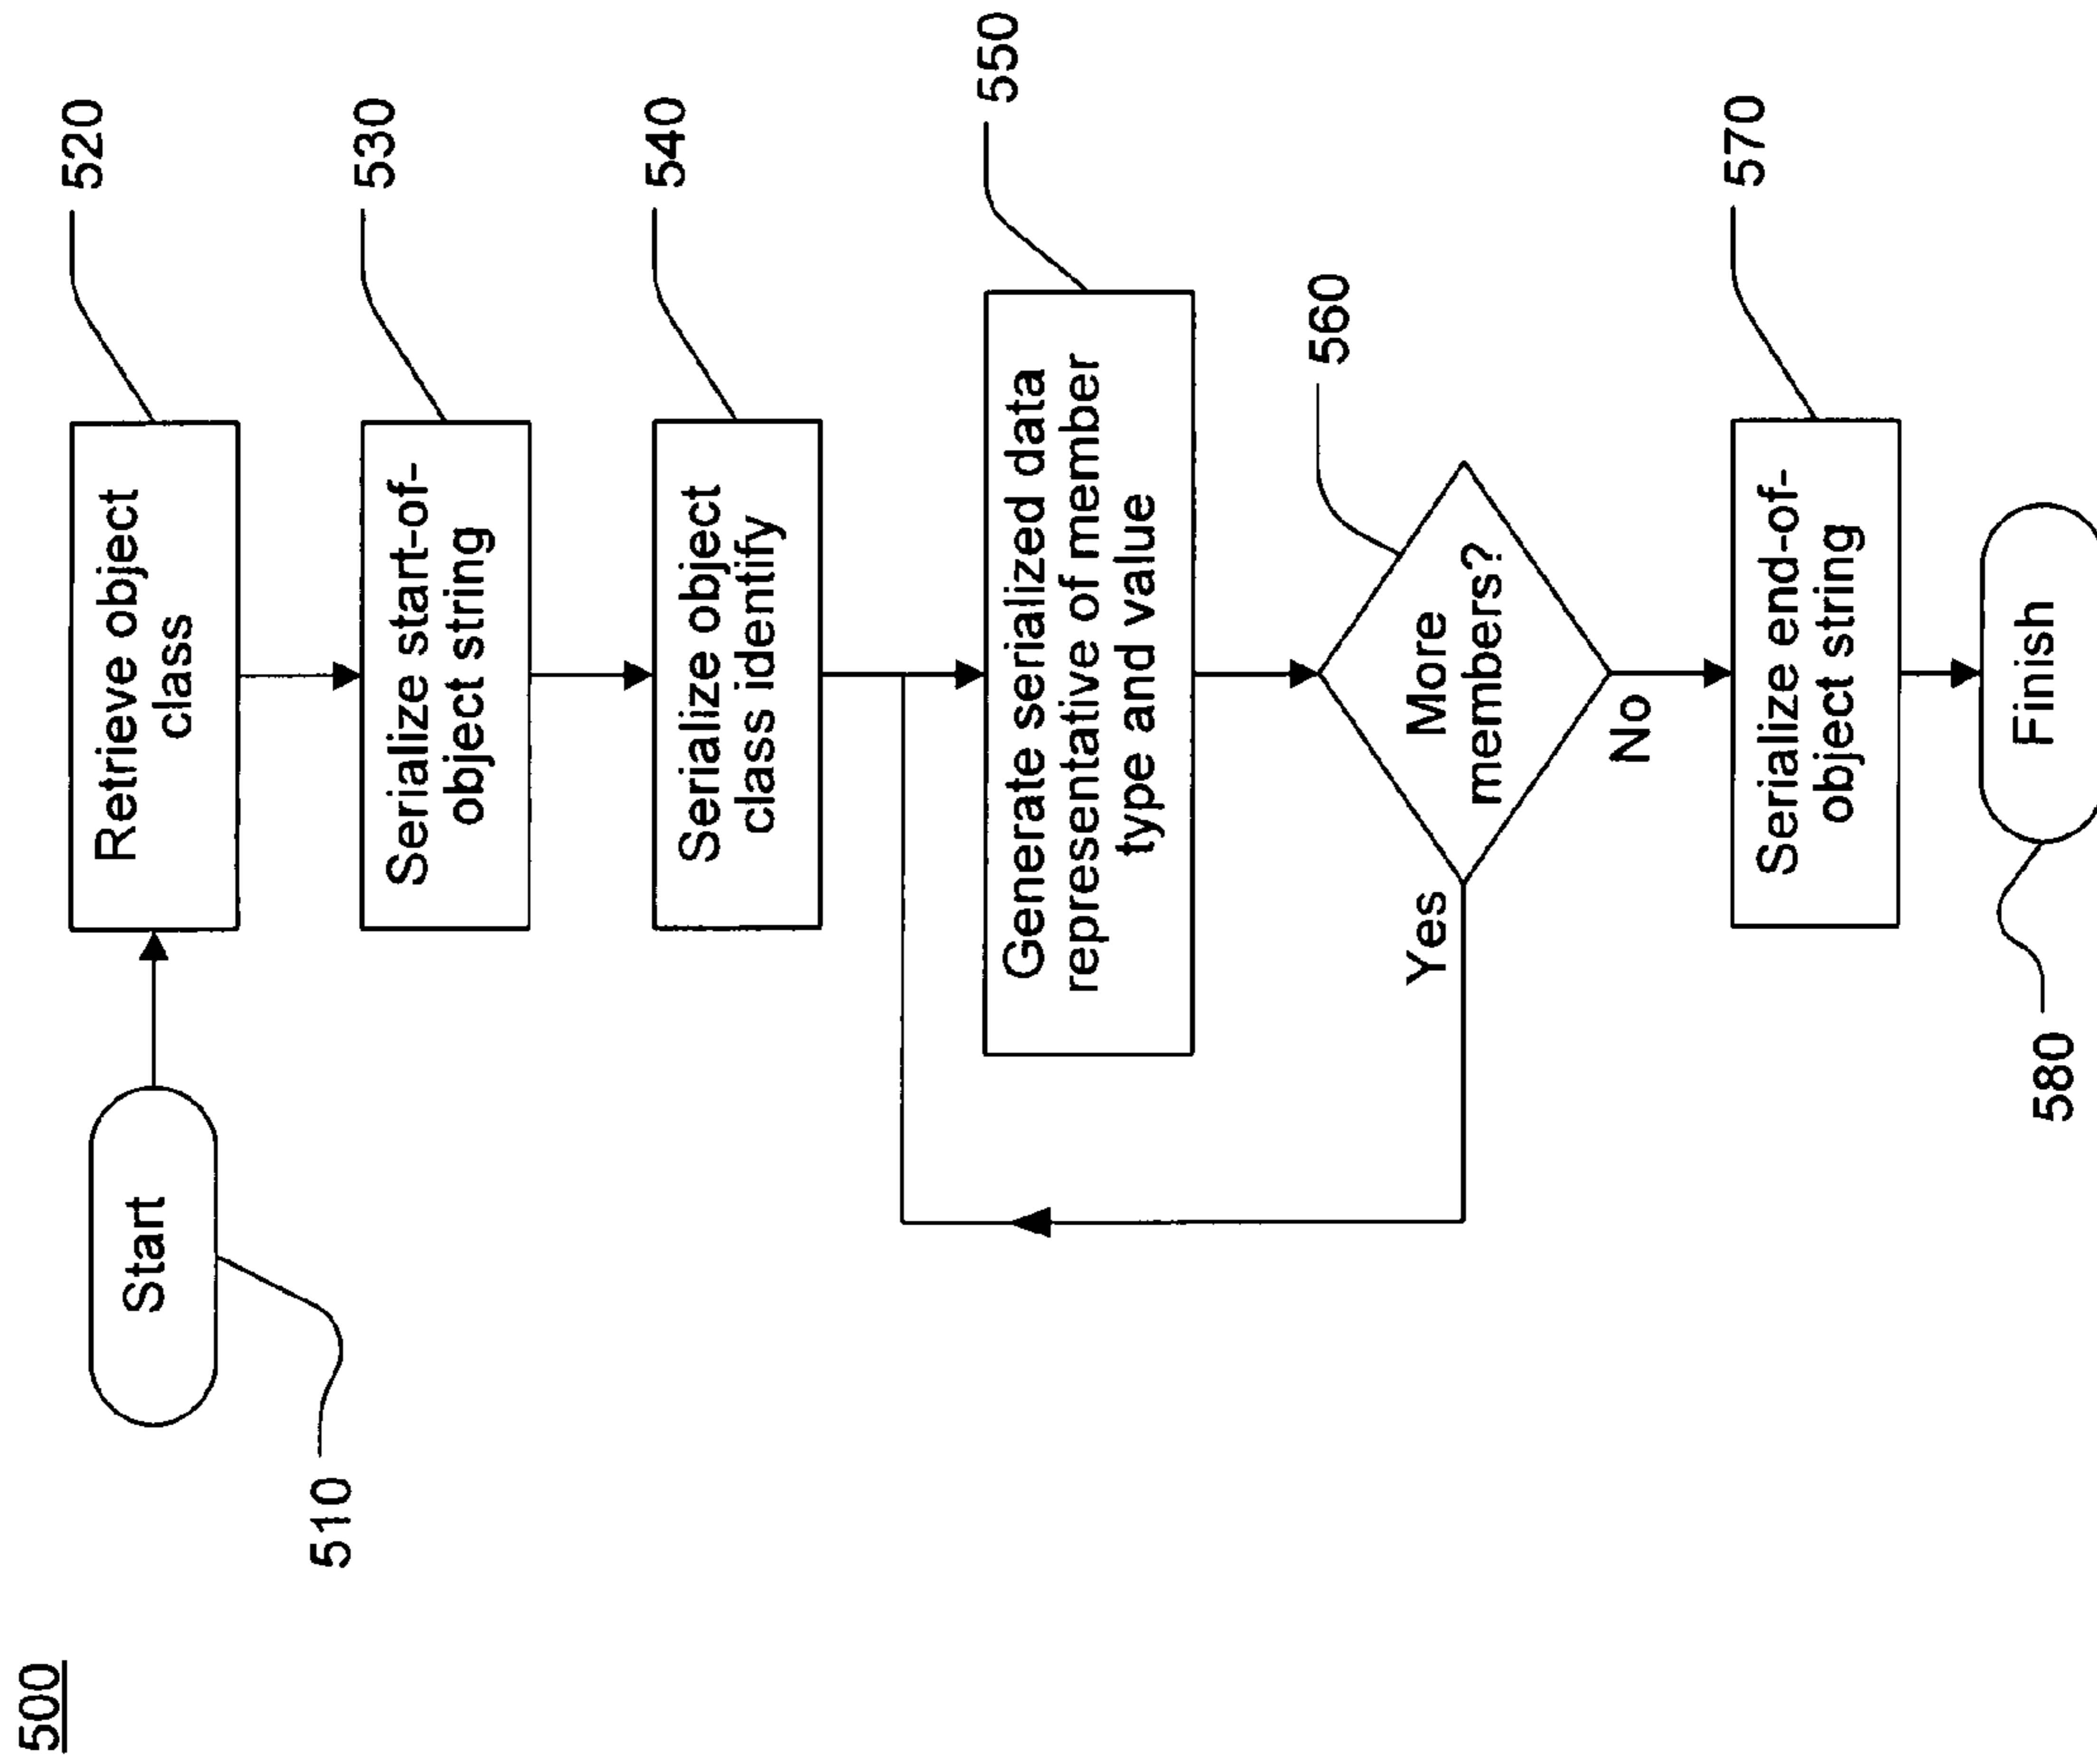 500
Start
510
Retrieve object
class
520
Serialize start-of-
object string
530
Serialize object
class identify
540
Generate serialized data
representative of member
type and value
550
More
members?
560
Yes
No
Serialize end-of-
object string
570
Finish
580